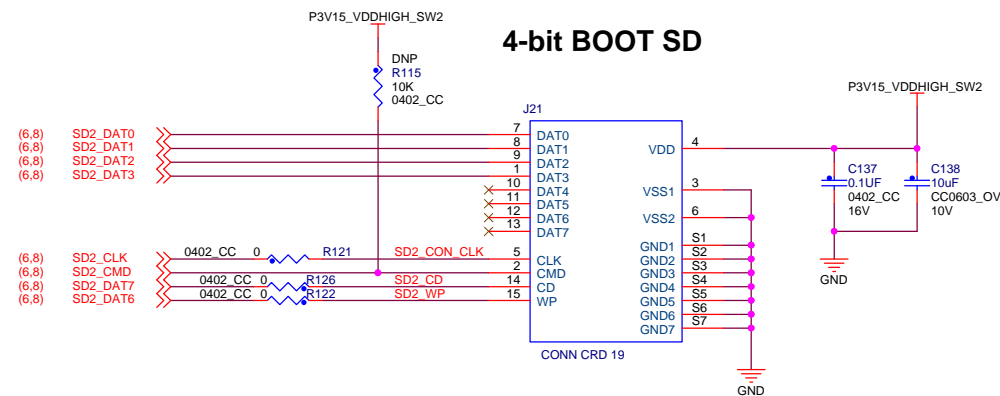 P3V15_VDDHIGH_SW2
4-bit BOOT SD
DNP
R115
10K
0402_CC
P3V15_VDDHIGH_SW2
J21
(6,8) SD2_DAT0 7 DAT0
(6,8) SD2_DAT1 8 DAT1
(6,8) SD2_DAT2 9 DAT2
(6,8) SD2_DAT3 1 DAT3
10 DAT4
11 DAT5
12 DAT6
13 DAT7
(6,8) SD2_CLK 0402_CC 0 R121 SD2_CON_CLK 5 CLK
(6,8) SD2_CMD 2 CMD
(6,8) SD2_DAT7 0402_CC 0 R126 SD2_CD 14 CD
(6,8) SD2_DAT6 0402_CC 0 R122 SD2_WP 15 WP
VDD 4
VSS1 3
VSS2 6
GND1 S1
GND2 S2
GND3 S3
GND4 S4
GND5 S5
GND6 S6
GND7 S7
CONN CRD 19
GND
C137
0.1UF
0402_CC
16V
C138
10uF
CC0603_OV
10V
GND